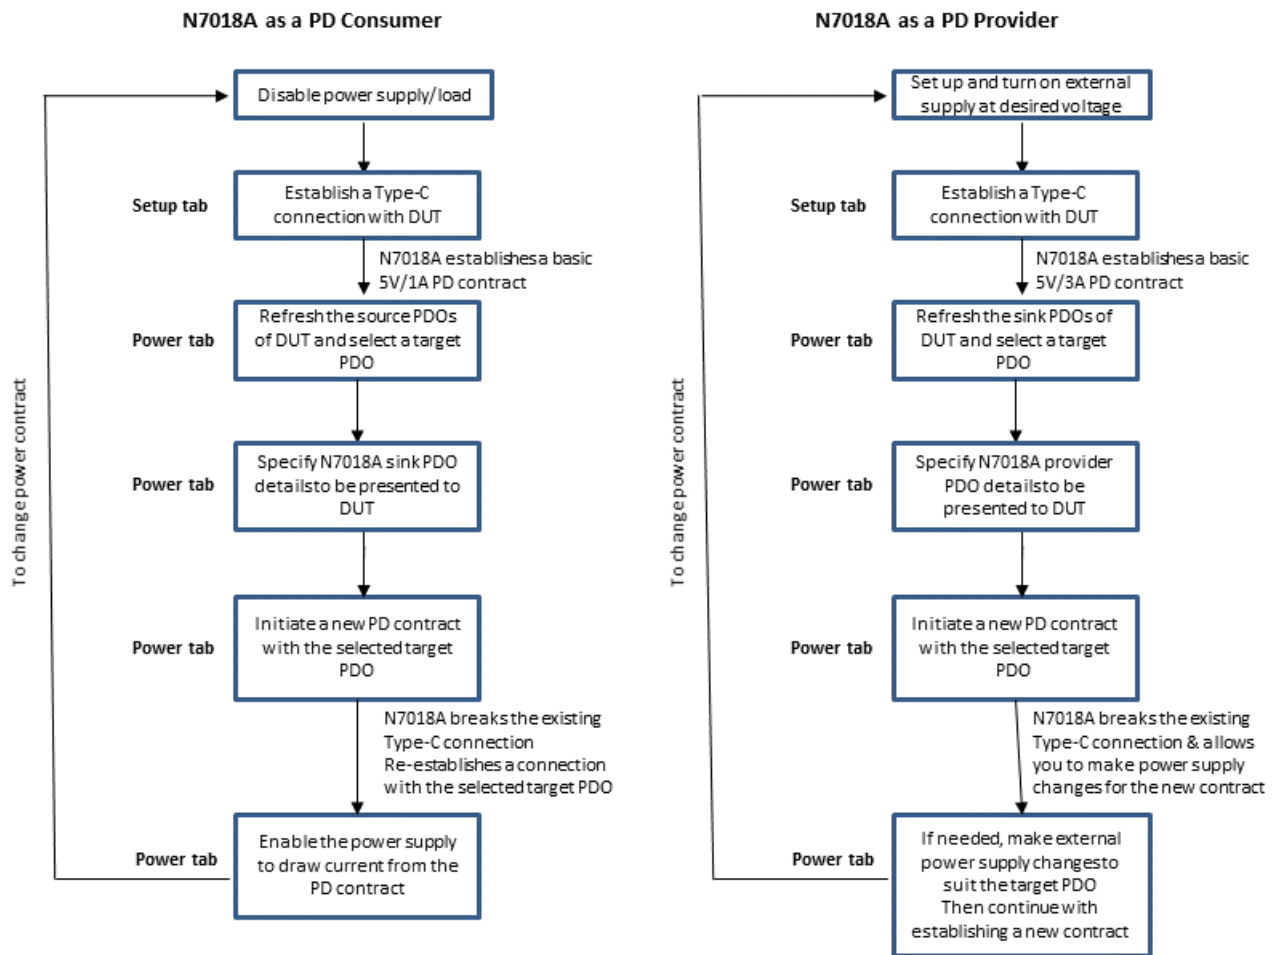 N7018A as a PD Consumer
Disable power supply/load
Setup tab
Establish a Type-C
connection with DUT
N7018A establishes a basic
5V/1A PD contract
Power tab
Refresh the source PDOs
of DUT and select a target
PDO
Power tab
Specify N7018A sink PDO
details to be presented to
DUT
Power tab
Initiate a new PD contract
with the selected target
PDO
N7018A breaks the existing
Type-C connection
Re-establishes a connection
with the selected target PDO
Power tab
Enable the power supply
to draw current from the
PD contract
To change power contract
N7018A as a PD Provider
Set up and turn on external
supply at desired voltage
Setup tab
Establish a Type-C
connection with DUT
N7018A establishes a basic
5V/3A PD contract
Power tab
Refresh the sink PDOs of
DUT and select a target
PDO
Power tab
Specify N7018A provider
PDO details to be
presented to DUT
Power tab
Initiate a new PD contract
with the selected target
PDO
N7018A breaks the existing
Type-C connection & allows
you to make power supply
changes for the new contract
Power tab
If needed, make external
power supply changes to
suit the target PDO
Then continue with
establishing a new contract
To change power contract